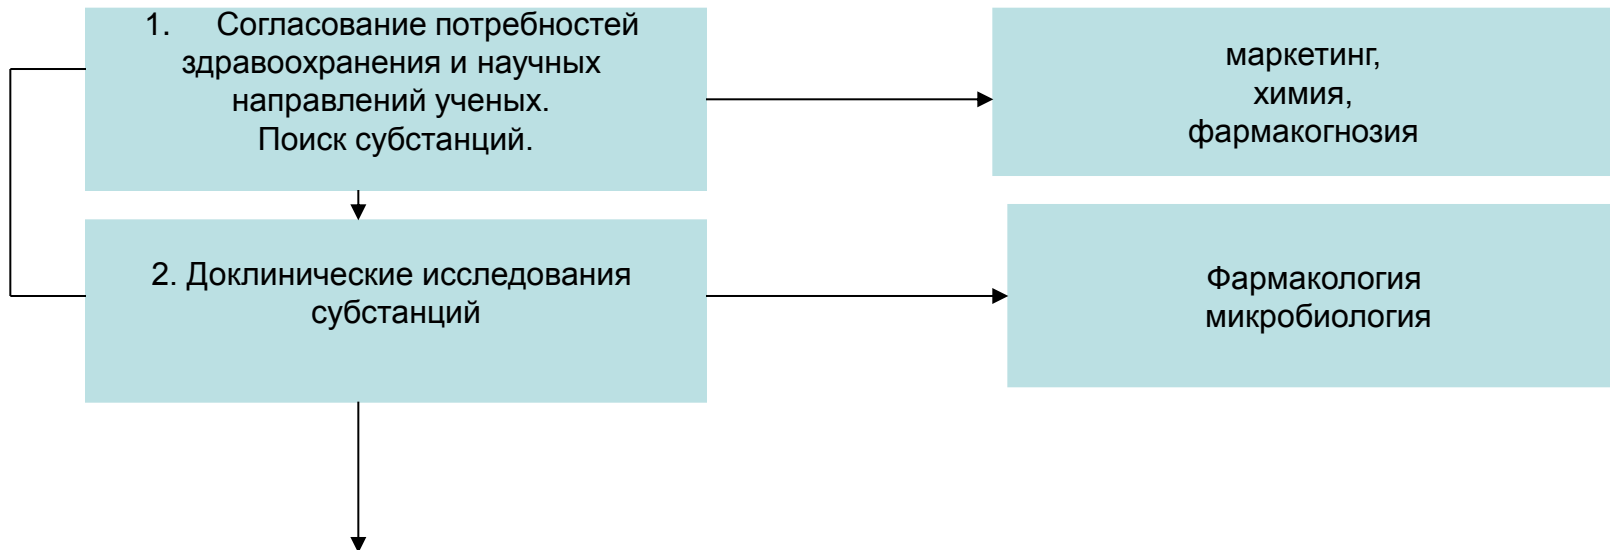 1. Согласование потребностей
здравоохранения и научных
направлений ученых.
Поиск субстанций.
маркетинг,
химия,
фармакогнозия
2. Доклинические исследования
субстанций
Фармакология
микробиология